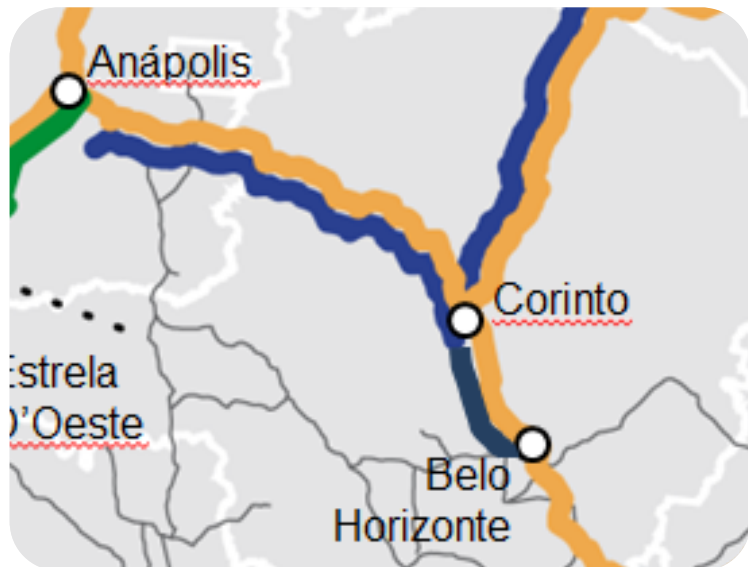 Anápolis
Corinto
Estrela
D'Oeste
Belo
Horizonte